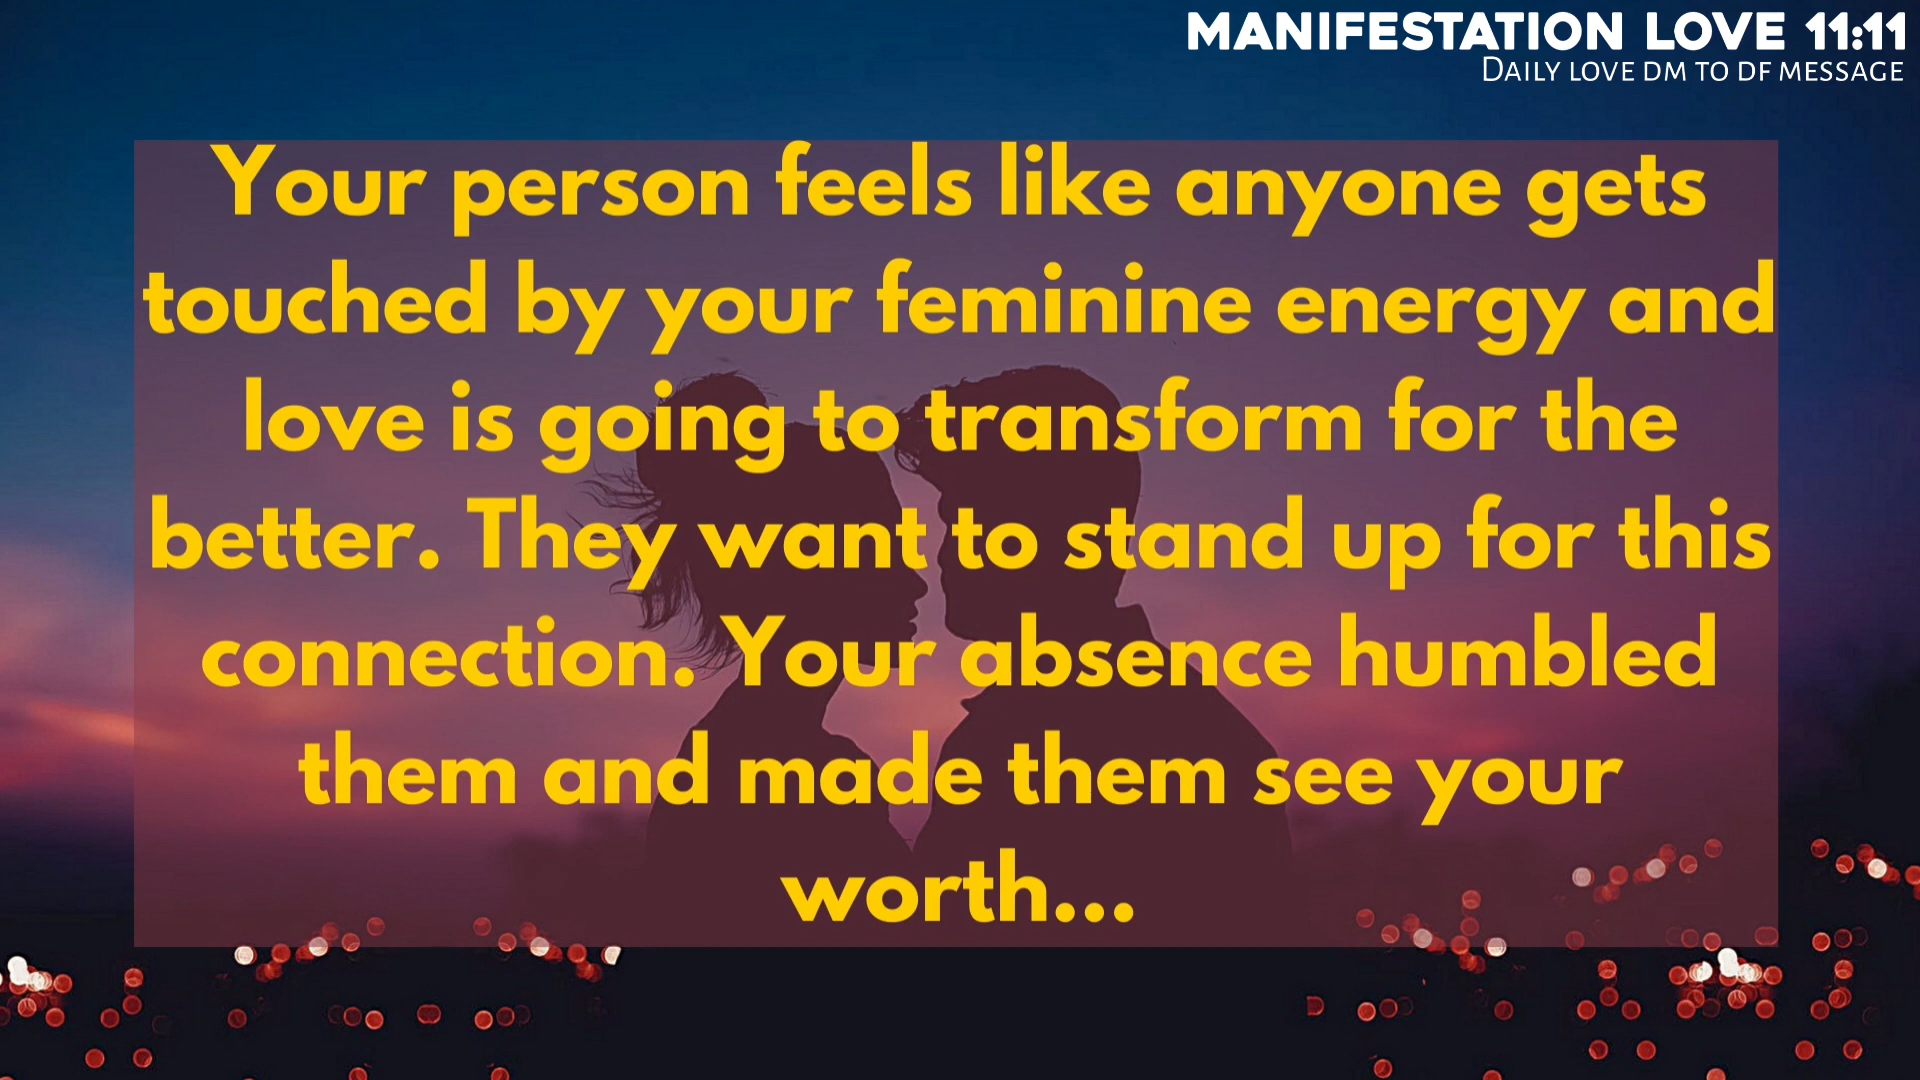 MANIFESTATION LOVE 11:11
DAILY LOVE DM TO DF MESSAGE
Your person feels like anyone gets
touched by your feminine energy and
love is going to transform for the
better. They want to stand up for this
connection. Your absence humbled
them and made them see your
worth...